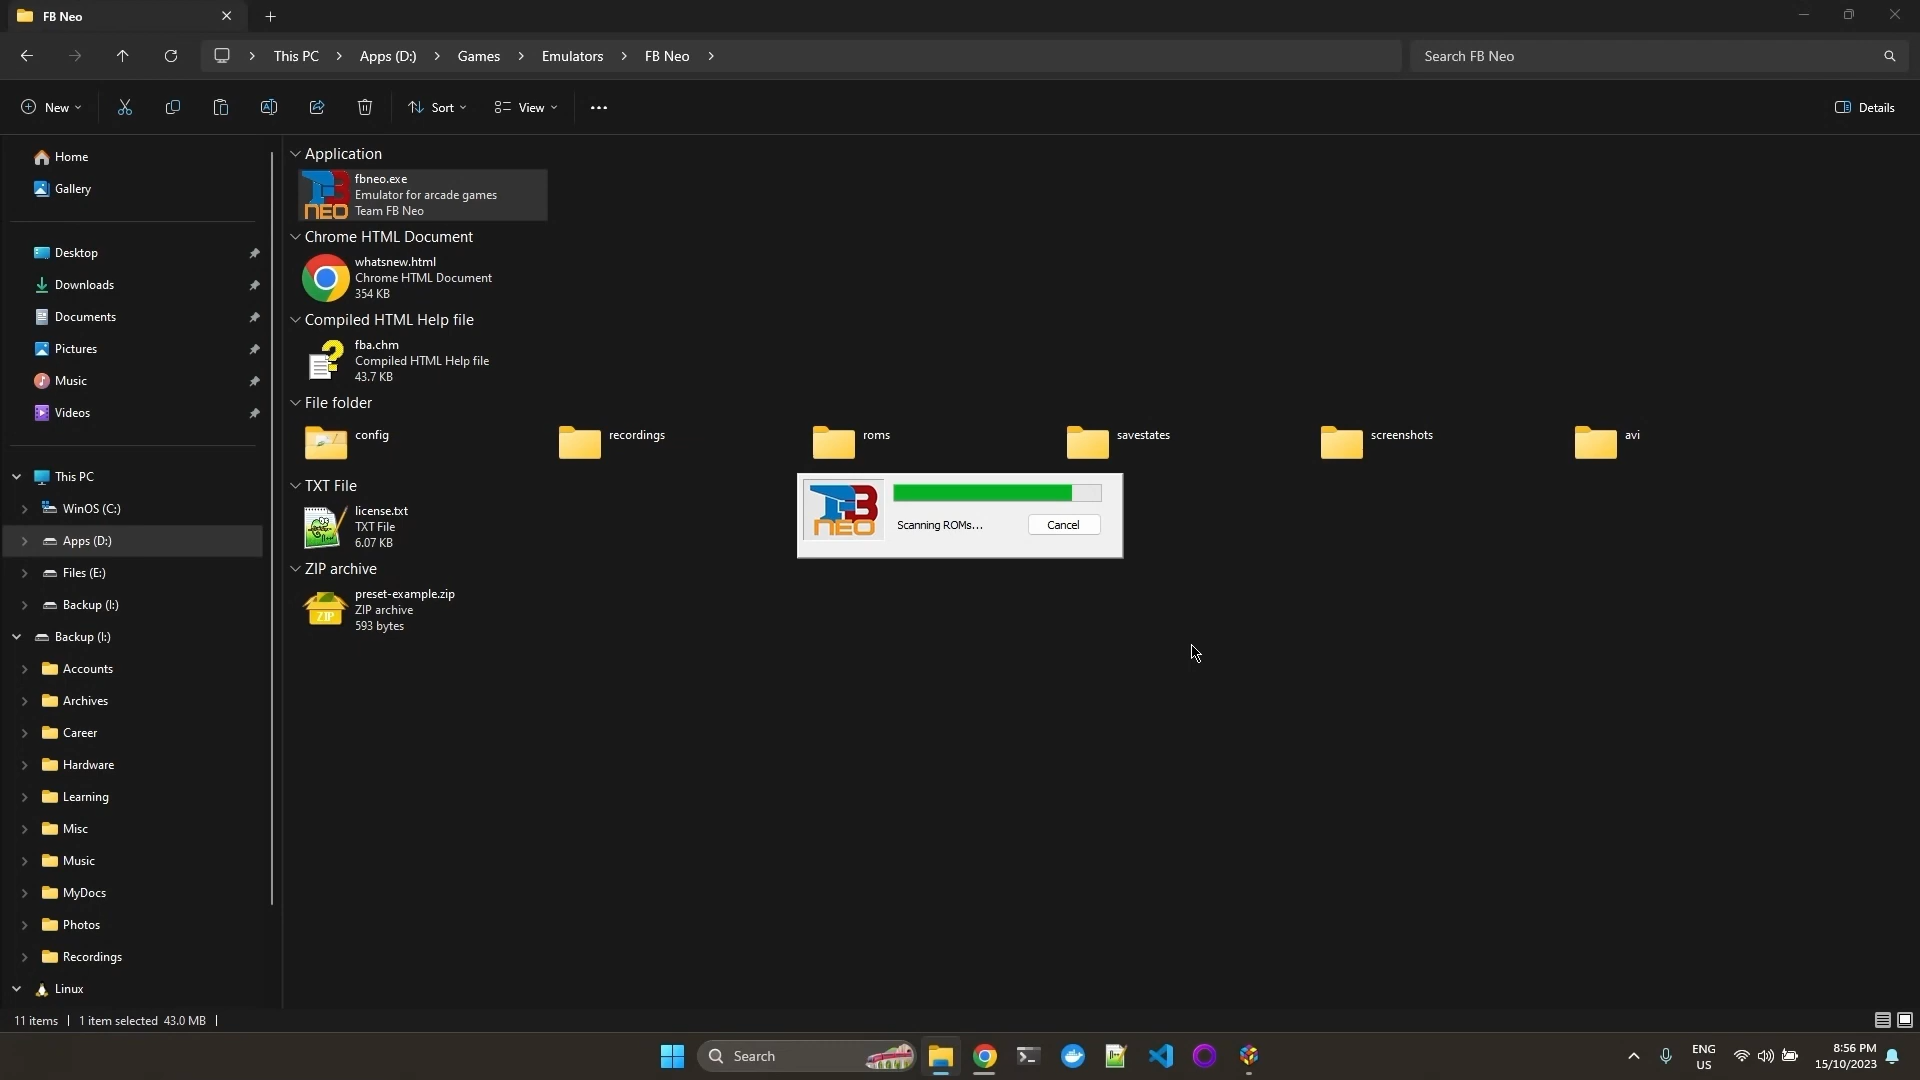 FB Neo
This PC
Apps (D:)
Games
Emulators
FB Neo
Search FB Neo
New
Sort
View
Details
Home
Gallery
Desktop
Downloads
Documents
Pictures
Music
Videos
This PC
WinOS (C:)
Apps (D:)
Files (E:)
Backup (I:)
Backup (I:)
Accounts
Archives
Career
Hardware
Learning
Misc
Music
MyDocs
Photos
Recordings
Linux
Application
fbneo.exe
Emulator for arcade games
Team FB Neo
Chrome HTML Document
whatsnew.html
Chrome HTML Document
354 KB
Compiled HTML Help file
fba.chm
Compiled HTML Help file
43.7 KB
File folder
config
recordings
roms
savestates
screenshots
avi
TXT File
license.txt
TXT File
6.07 KB
ZIP archive
preset-example.zip
ZIP archive
593 bytes
FB
NEO
Scanning ROMs...
Cancel
11 items
1 item selected 43.0 MB
Search
ENG
US
8:56 PM
15/10/2023